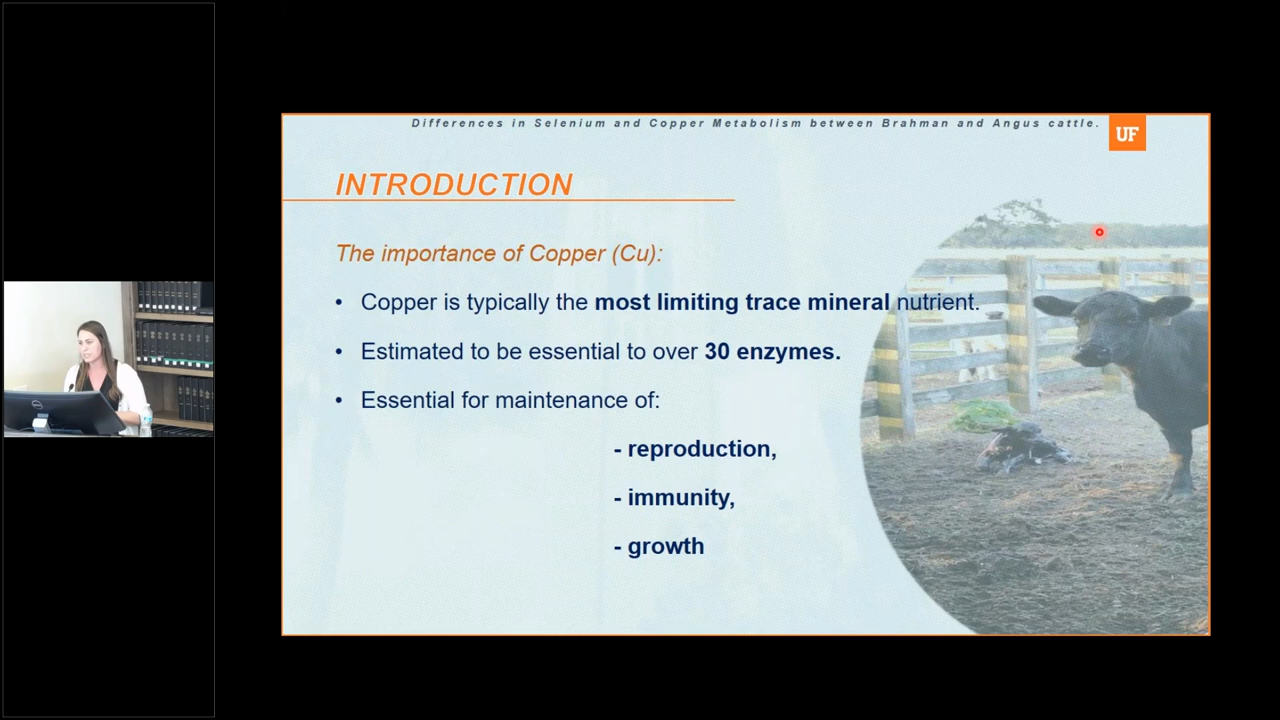 Differences in Selenium and Copper Metabolism between Brahman and Angus cattle.
UF
INTRODUCTION
The importance of Copper (Cu):
• Copper is typically the most limiting trace mineral nutrient.
• Estimated to be essential to over 30 enzymes.
• Essential for maintenance of:
- reproduction,
- immunity,
- growth